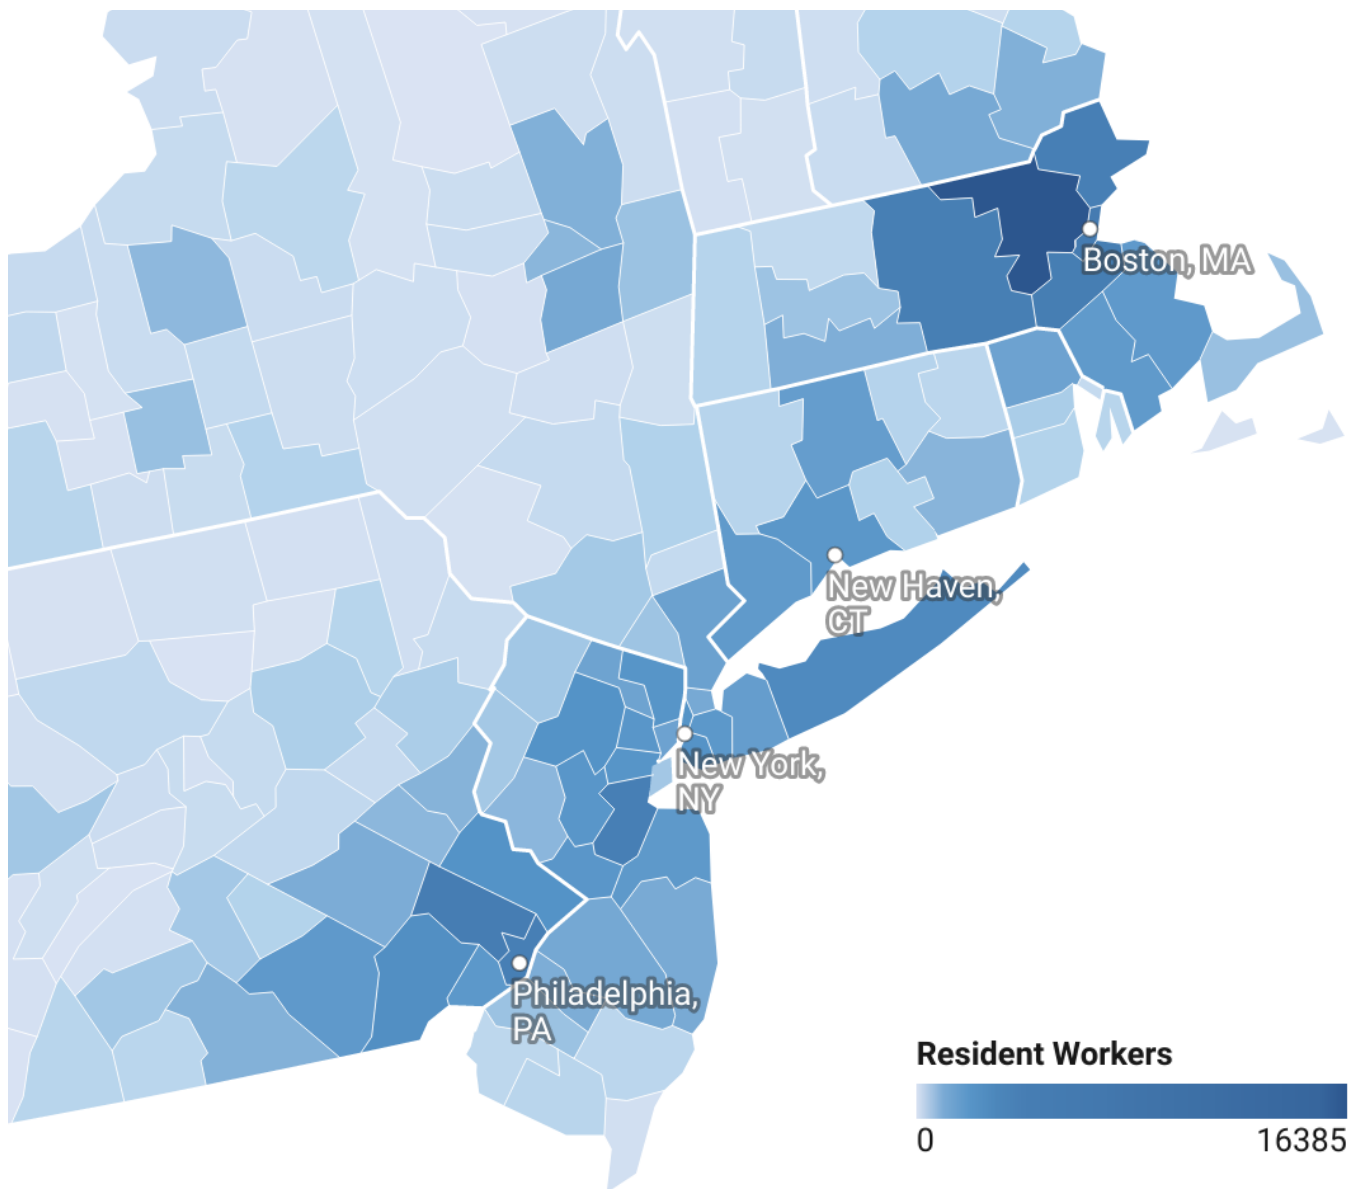 Boston, MA
New Haven,
CT
New York,
NY
Philadelphia,
PA
Resident Workers
0 16385